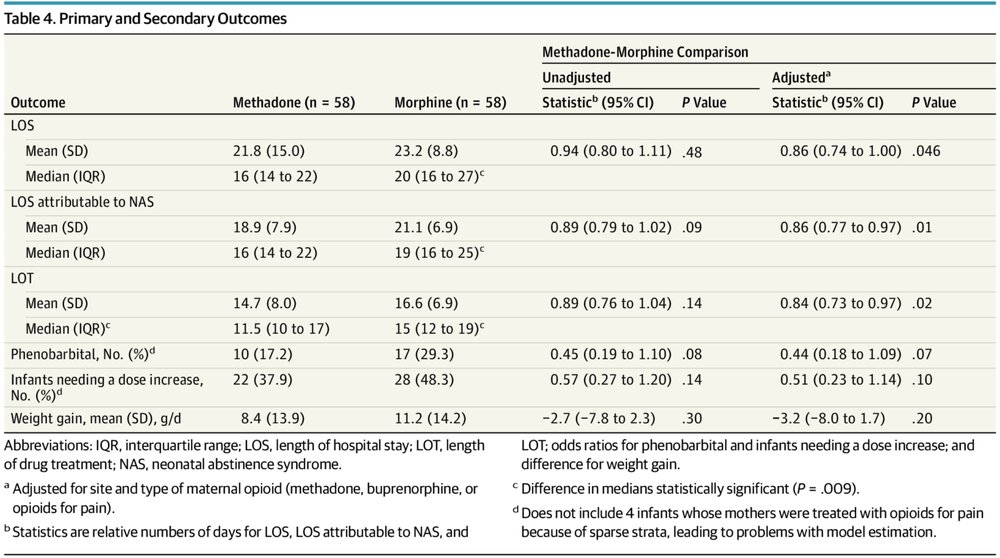 Table 4. Primary and Secondary Outcomes
Methadone-Morphine Comparison
Unadjusted Adjustedᵃ
Outcome Methadone (n = 58) Morphine (n = 58) Statisticᵇ (95% CI) P Value Statisticᵇ (95% CI) P Value
LOS
Mean (SD) 21.8 (15.0) 23.2 (8.8) 0.94 (0.80 to 1.11) .48 0.86 (0.74 to 1.00) .046
Median (IQR) 16 (14 to 22) 20 (16 to 27)ᶜ
LOS attributable to NAS
Mean (SD) 18.9 (7.9) 21.1 (6.9) 0.89 (0.79 to 1.02) .09 0.86 (0.77 to 0.97) .01
Median (IQR) 16 (14 to 22) 19 (16 to 25)ᶜ
LOT
Mean (SD) 14.7 (8.0) 16.6 (6.9) 0.89 (0.76 to 1.04) .14 0.84 (0.73 to 0.97) .02
Median (IQR)ᶜ 11.5 (10 to 17) 15 (12 to 19)ᶜ
Phenobarbital, No. (%)ᵈ 10 (17.2) 17 (29.3) 0.45 (0.19 to 1.10) .08 0.44 (0.18 to 1.09) .07
Infants needing a dose increase, 22 (37.9) 28 (48.3) 0.57 (0.27 to 1.20) .14 0.51 (0.23 to 1.14) .10
No. (%)ᵈ
Weight gain, mean (SD), g/d 8.4 (13.9) 11.2 (14.2) −2.7 (−7.8 to 2.3) .30 −3.2 (−8.0 to 1.7) .20
Abbreviations: IQR, interquartile range; LOS, length of hospital stay; LOT, length
of drug treatment; NAS, neonatal abstinence syndrome.
ᵃ Adjusted for site and type of maternal opioid (methadone, buprenorphine, or
opioids for pain).
ᵇ Statistics are relative numbers of days for LOS, LOS attributable to NAS, and
LOT; odds ratios for phenobarbital and infants needing a dose increase; and
difference for weight gain.
ᶜ Difference in medians statistically significant (P = .009).
ᵈ Does not include 4 infants whose mothers were treated with opioids for pain
because of sparse strata, leading to problems with model estimation.